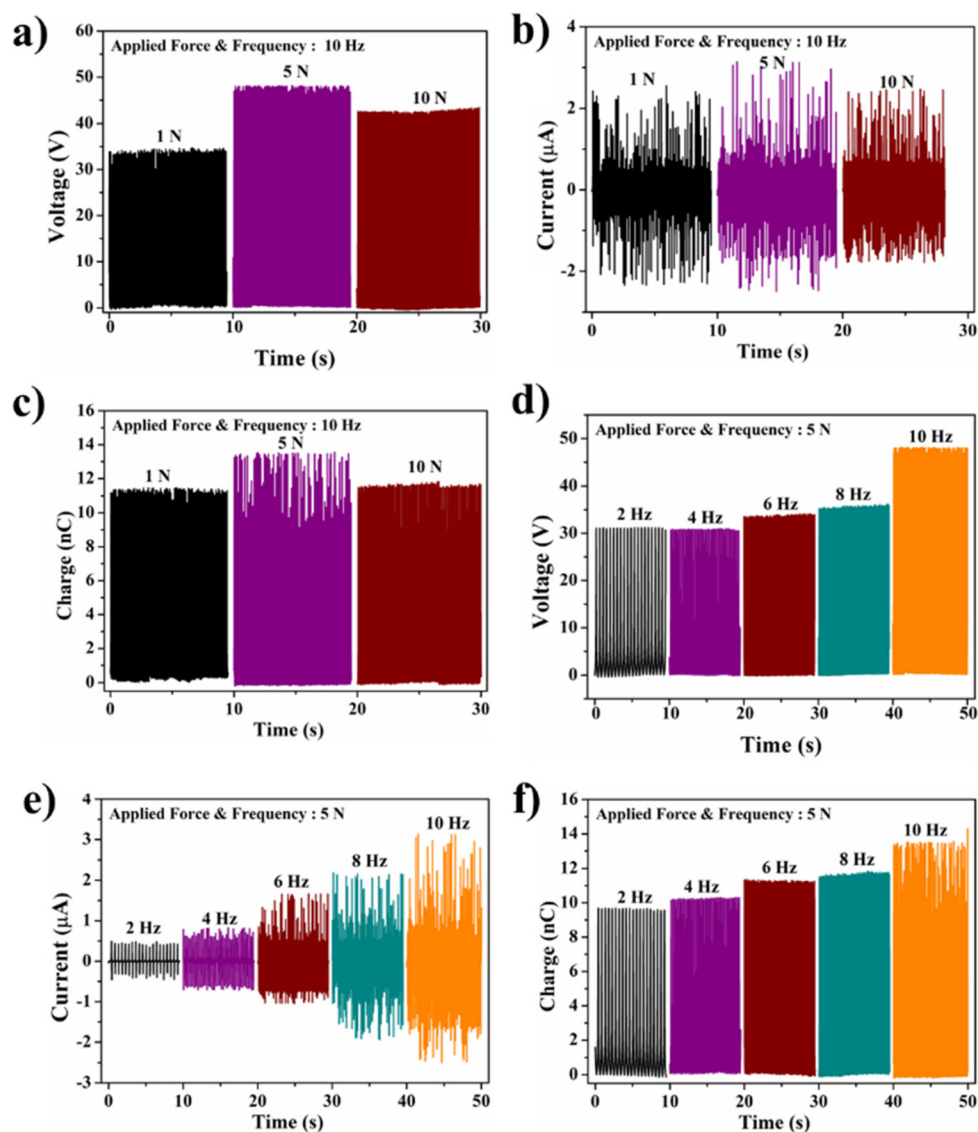 a)
Applied Force & Frequency : 10 Hz
1 N
5 N
10 N
Voltage (V)
60
50
40
30
20
10
0
0
10
20
30
Time (s)
b)
Applied Force & Frequency : 10 Hz
1 N
5 N
10 N
Current (μA)
4
2
0
-2
0
10
20
30
Time (s)
c)
Applied Force & Frequency : 10 Hz
1 N
5 N
10 N
Charge (nC)
16
14
12
10
8
6
4
2
0
0
10
20
30
Time (s)
d)
Applied Force & Frequency : 5 N
2 Hz
4 Hz
6 Hz
8 Hz
10 Hz
Voltage (V)
50
40
30
20
10
0
0
10
20
30
40
50
Time (s)
e)
Applied Force & Frequency : 5 N
2 Hz
4 Hz
6 Hz
8 Hz
10 Hz
Current (μA)
4
3
2
1
0
-1
-2
-3
0
10
20
30
40
50
Time (s)
f)
Applied Force & Frequency : 5 N
2 Hz
4 Hz
6 Hz
8 Hz
10 Hz
Charge (nC)
16
14
12
10
8
6
4
2
0
0
10
20
30
40
50
Time (s)